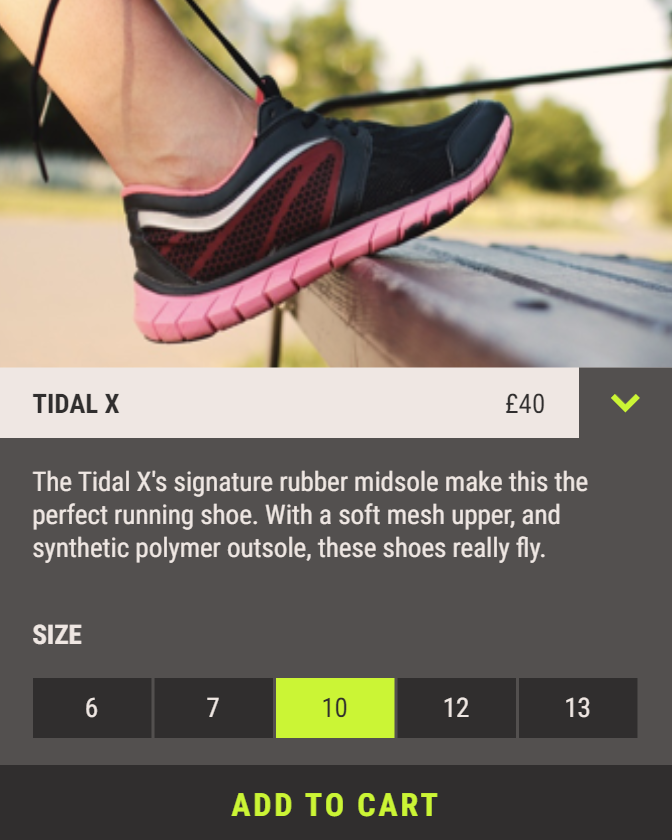 TIDAL X £40
The Tidal X's signature rubber midsole make this the
perfect running shoe. With a soft mesh upper, and
synthetic polymer outsole, these shoes really fly.
SIZE
6 7 10 12 13
ADD TO CART